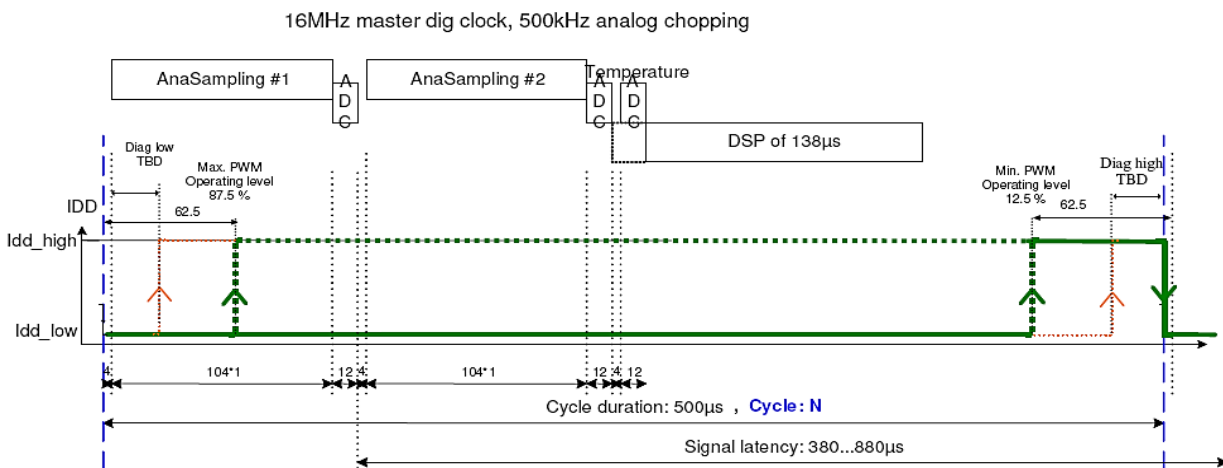 16MHz master dig clock, 500kHz analog chopping
AnaSampling #1
A
D
C
AnaSampling #2
Temperature
A
D
C
A
D
C
DSP of 138µs
Diag low
TBD
Max. PWM
Operating level
87.5 %
Min. PWM
Operating level
12.5 %
Diag high
TBD
IDD
62.5
62.5
Idd_high
Idd_low
4
104*1
12
4
104*1
12
4
12
Cycle duration: 500µs , Cycle: N
Signal latency: 380...880µs